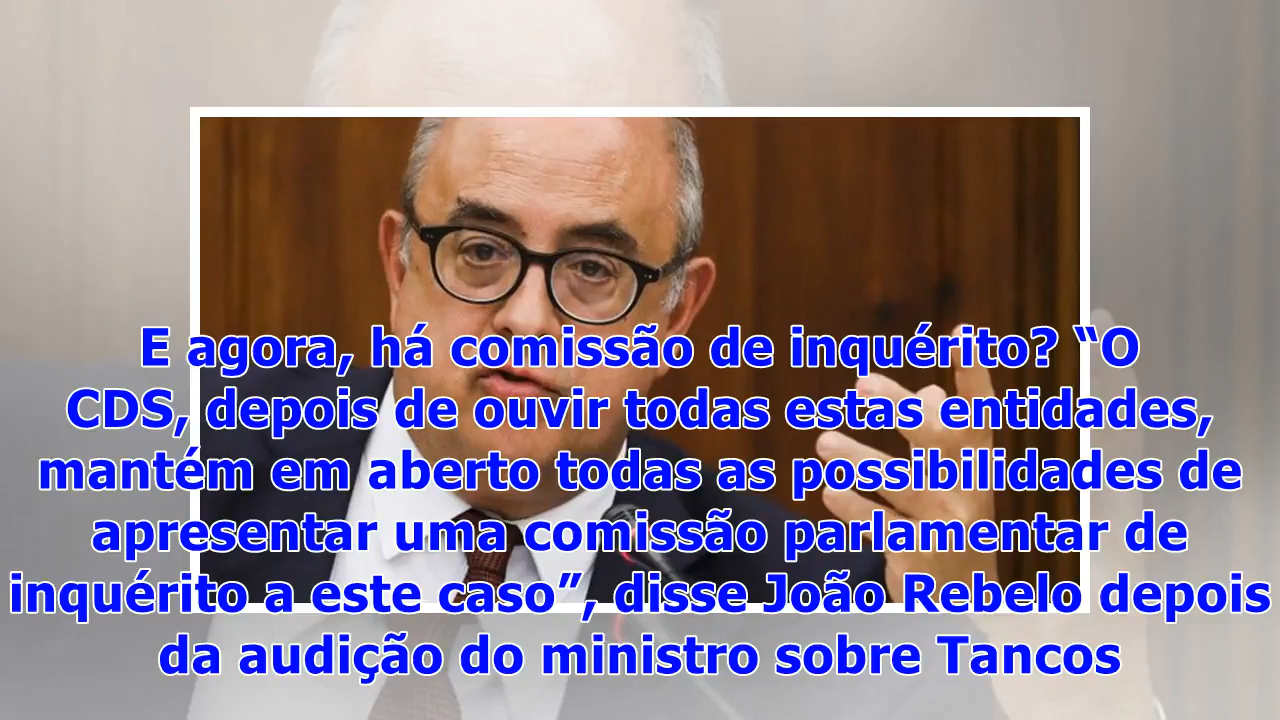 E agora, há comissão de inquérito? “O
CDS, depois de ouvir todas estas entidades,
mantém em aberto todas as possibilidades de
apresentar uma comissão parlamentar de
inquérito a este caso”, disse João Rebelo depois
da audição do ministro sobre Tancos